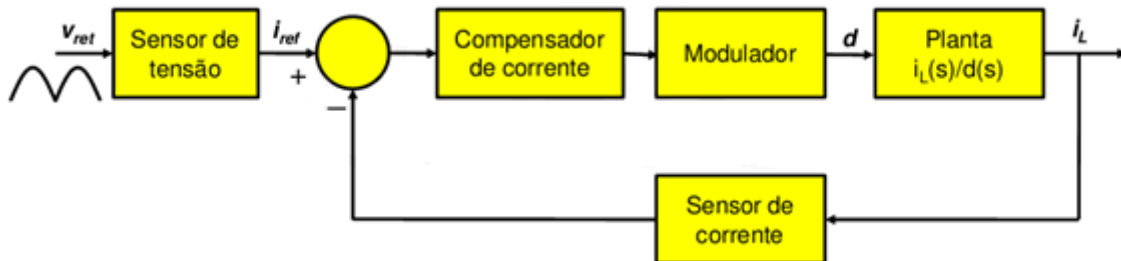 v_ret
Sensor de
tensão
i_ref
+
−
Compensador
de corrente
Modulador
d
Planta
i_L(s)/d(s)
i_L
Sensor de
corrente